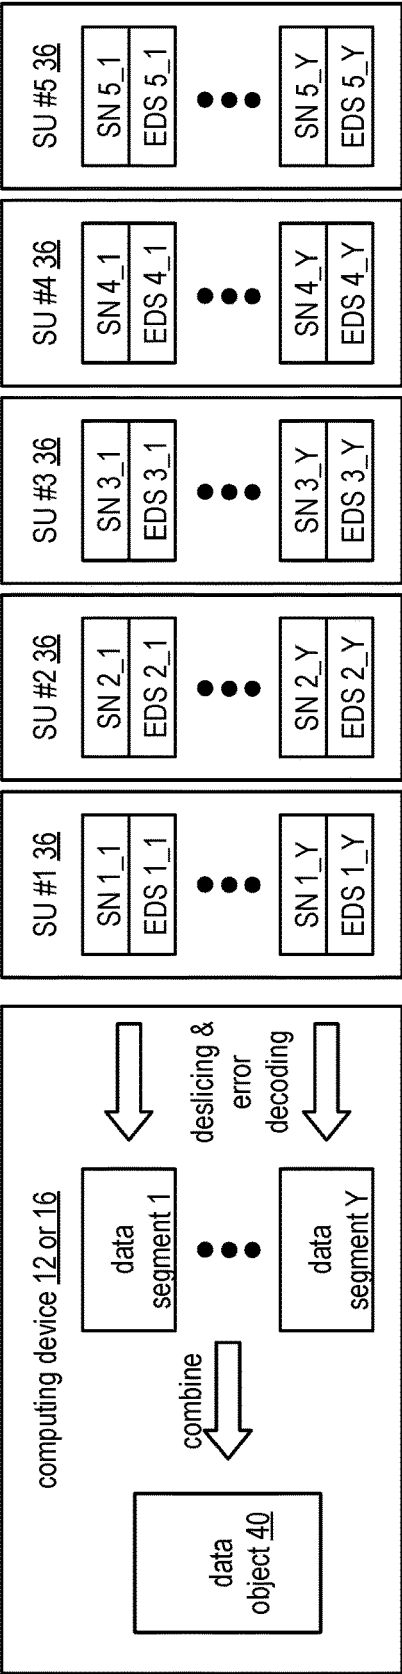 computing device 12 or 16
data
object 40
combine
data
segment 1
data
segment Y
deslicing &
error
decoding
SU #1 36
SN 1_1
EDS 1_1
SN 1_Y
EDS 1_Y
SU #2 36
SN 2_1
EDS 2_1
SN 2_Y
EDS 2_Y
SU #3 36
SN 3_1
EDS 3_1
SN 3_Y
EDS 3_Y
SU #4 36
SN 4_1
EDS 4_1
SN 4_Y
EDS 4_Y
SU #5 36
SN 5_1
EDS 5_1
SN 5_Y
EDS 5_Y